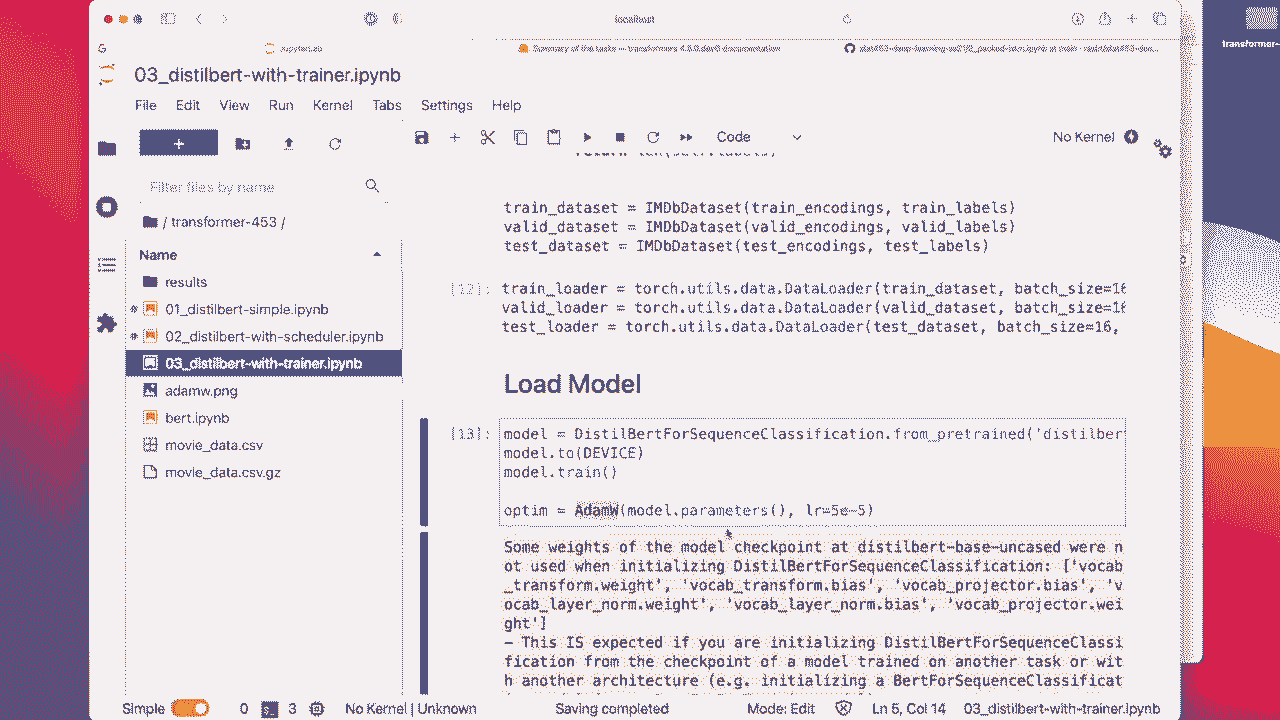 localhost
JupyterLab
Summary of the tasks — transformers 4.6.0.dev0 documentation
transformer-
03_distilbert-with-trainer.ipynb
File Edit View Run Kernel Tabs Settings Help
Code
No Kernel
Filter files by name
/ transformer-453 /
Name
results
01_distilbert-simple.ipynb
02_distilbert-with-scheduler.ipynb
03_distilbert-with-trainer.ipynb
adamw.png
bert.ipynb
movie_data.csv
movie_data.csv.gz
train_dataset = IMDbDataset(train_encodings, train_labels)
valid_dataset = IMDbDataset(valid_encodings, valid_labels)
test_dataset = IMDbDataset(test_encodings, test_labels)
[12]: train_loader = torch.utils.data.DataLoader(train_dataset, batch_size=16
valid_loader = torch.utils.data.DataLoader(valid_dataset, batch_size=16
test_loader = torch.utils.data.DataLoader(test_dataset, batch_size=16,
Load Model
[13]: model = DistilBertForSequenceClassification.from_pretrained('distilber
model.to(DEVICE)
model.train()
optim = AdamW(model.parameters(), lr=5e-5)
Some weights of the model checkpoint at distilbert-base-uncased were n
ot used when initializing DistilBertForSequenceClassification: ['vocab
_transform.weight', 'vocab_transform.bias', 'vocab_projector.bias', 'v
ocab_layer_norm.weight', 'vocab_layer_norm.bias', 'vocab_projector.wei
ght']
- This IS expected if you are initializing DistilBertForSequenceClassi
fication from the checkpoint of a model trained on another task or wit
h another architecture (e.g. initializing a BertForSequenceClassificat
Simple 0 3 No Kernel | Unknown Saving completed Mode: Edit Ln 5, Col 14 03_distilbert-with-trainer.ipynb